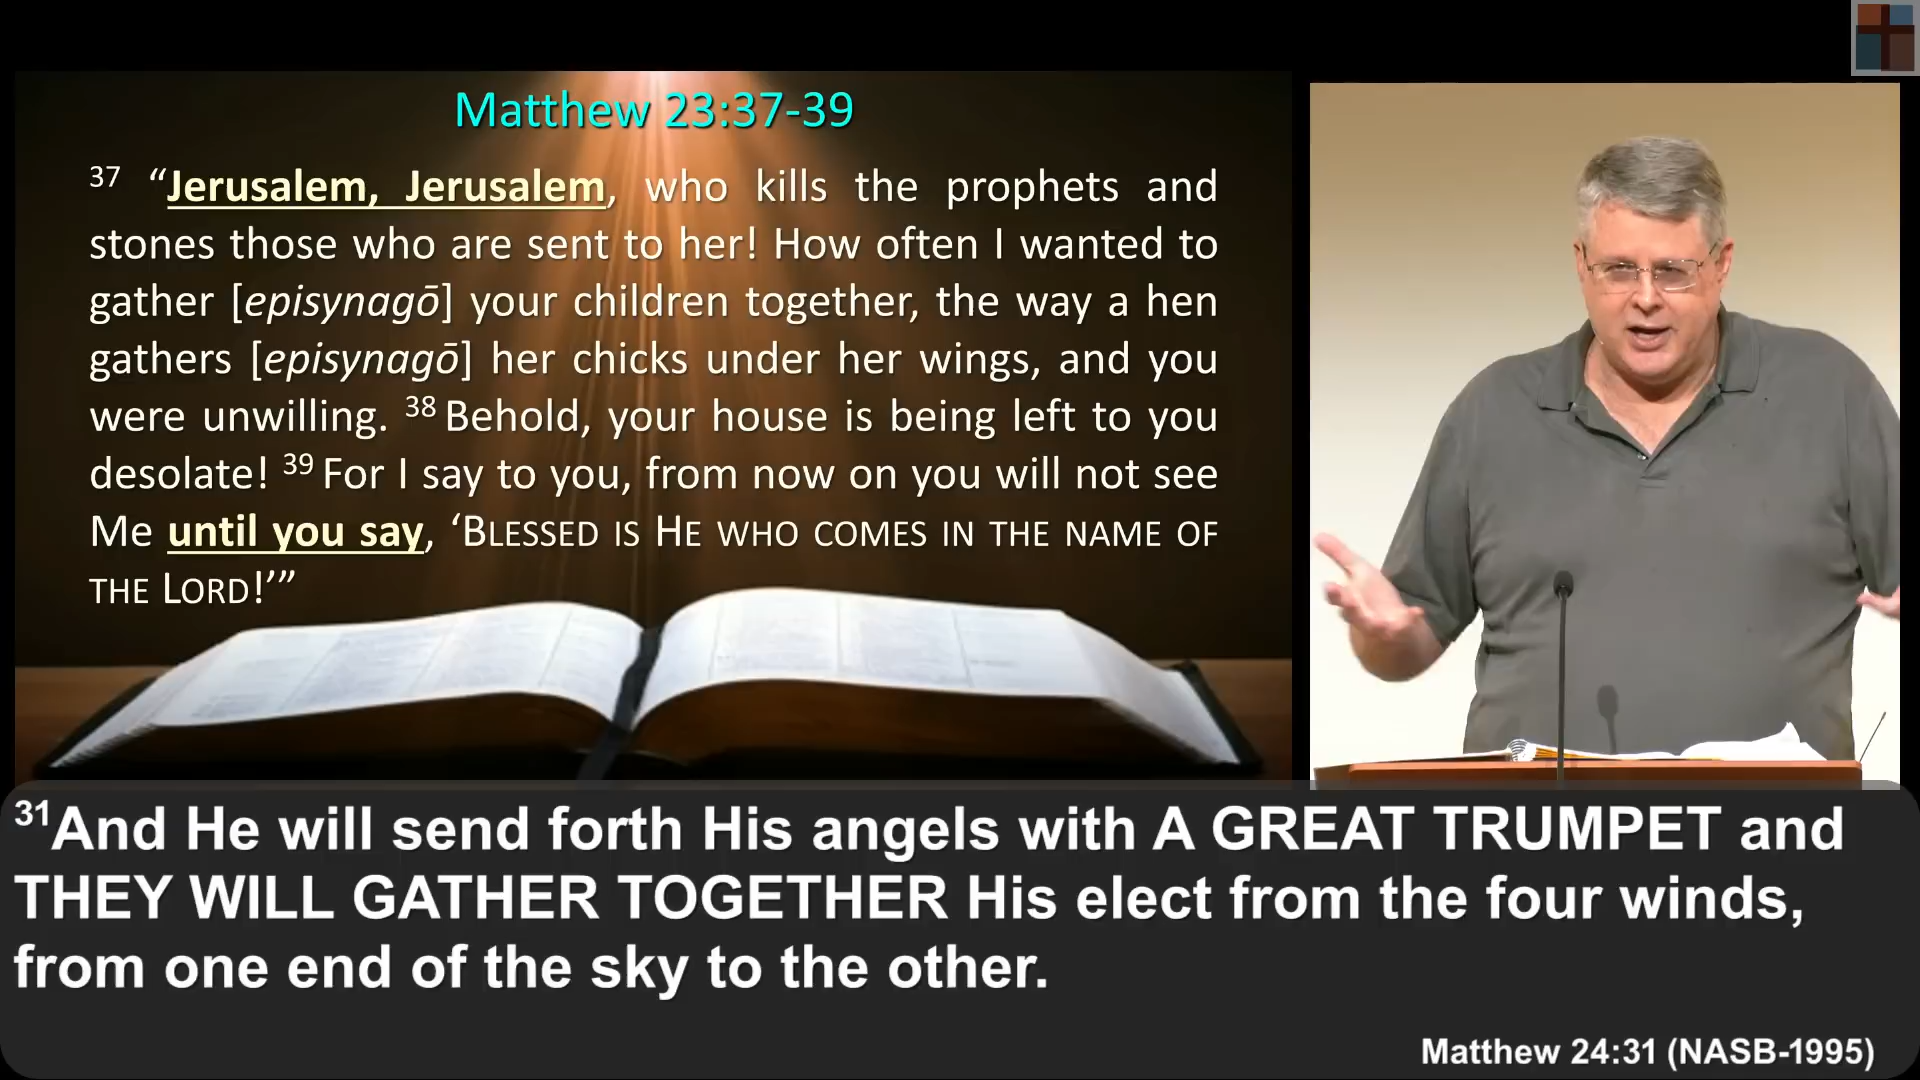 Matthew 23:37-39
37 “Jerusalem, Jerusalem, who kills the prophets and
stones those who are sent to her! How often I wanted to
gather [episynagō] your children together, the way a hen
gathers [episynagō] her chicks under her wings, and you
were unwilling. 38 Behold, your house is being left to you
desolate! 39 For I say to you, from now on you will not see
Me until you say, ‘BLESSED IS HE WHO COMES IN THE NAME OF
THE LORD!’”
31And He will send forth His angels with A GREAT TRUMPET and
THEY WILL GATHER TOGETHER His elect from the four winds,
from one end of the sky to the other.
Matthew 24:31 (NASB-1995)